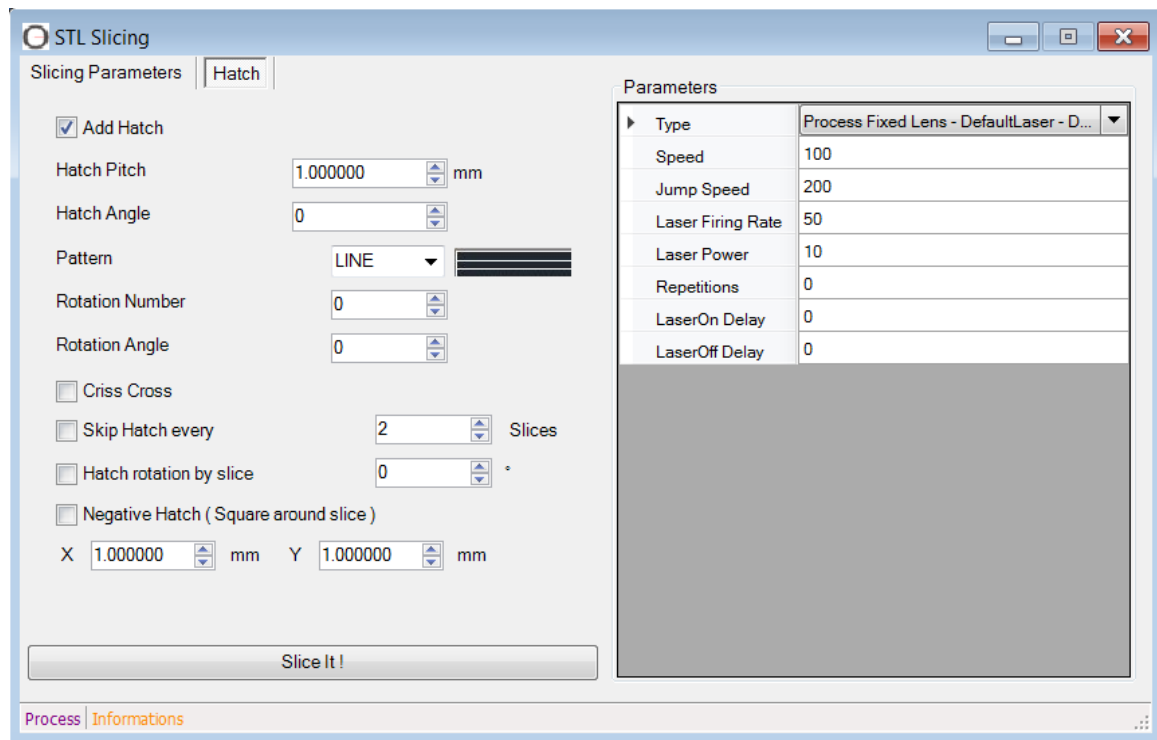 STL Slicing
Slicing Parameters Hatch
Add Hatch
Hatch Pitch 1.000000 mm
Hatch Angle 0
Pattern LINE
Rotation Number 0
Rotation Angle 0
Criss Cross
Skip Hatch every 2 Slices
Hatch rotation by slice 0 °
Negative Hatch ( Square around slice )
X 1.000000 mm Y 1.000000 mm
Slice It !
Parameters
Type Process Fixed Lens - DefaultLaser - D...
Speed 100
Jump Speed 200
Laser Firing Rate 50
Laser Power 10
Repetitions 0
LaserOn Delay 0
LaserOff Delay 0
Process Informations